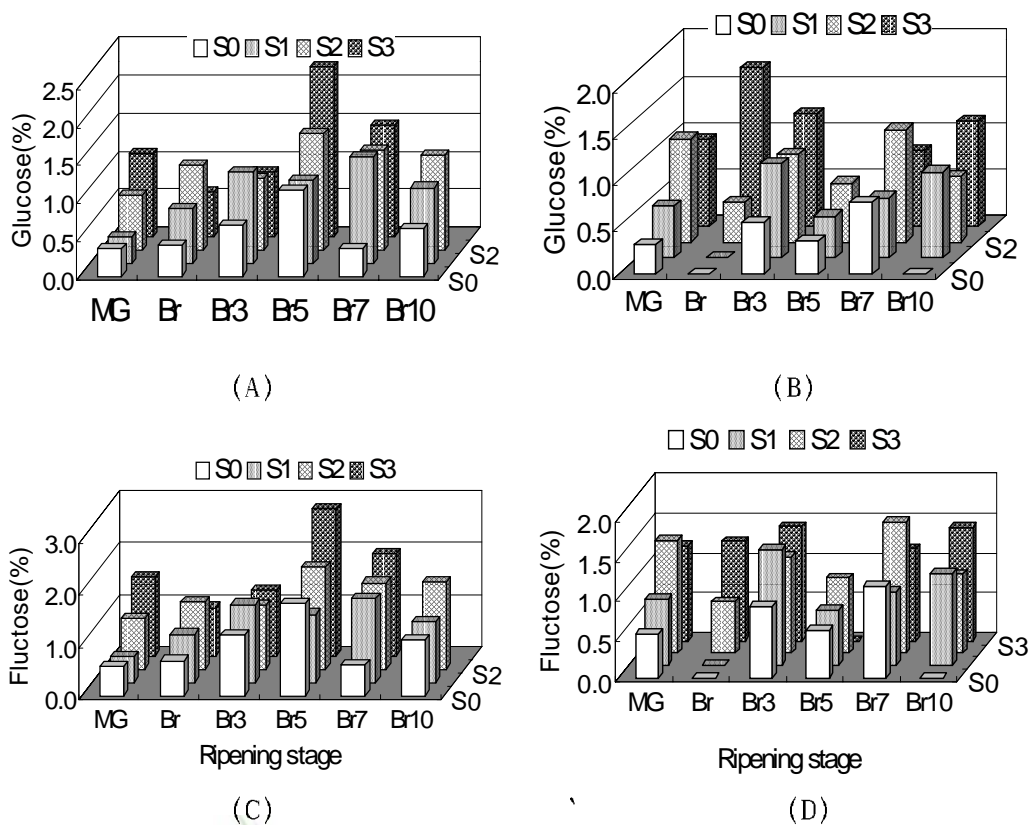 S0 S1 S2 S3
Glucose(%)
2.5
2.0
1.5
1.0
0.5
0.0
MG Br Br3 Br5 Br7 Br10
S0
S2
(A)
S0 S1 S2 S3
Glucose(%)
2.0
1.5
1.0
0.5
0.0
MG Br Br3 Br5 Br7 Br10
S0
S2
(B)
S0 S1 S2 S3
Fluctose(%)
3.0
2.0
1.0
0.0
MG Br Br3 Br5 Br7 Br10
S0
S2
Ripening stage
(C)
S0 S1 S2 S3
Fluctose(%)
2.0
1.5
1.0
0.5
0.0
MG Br Br3 Br5 Br7 Br10
S0
S3
Ripening stage
(D)